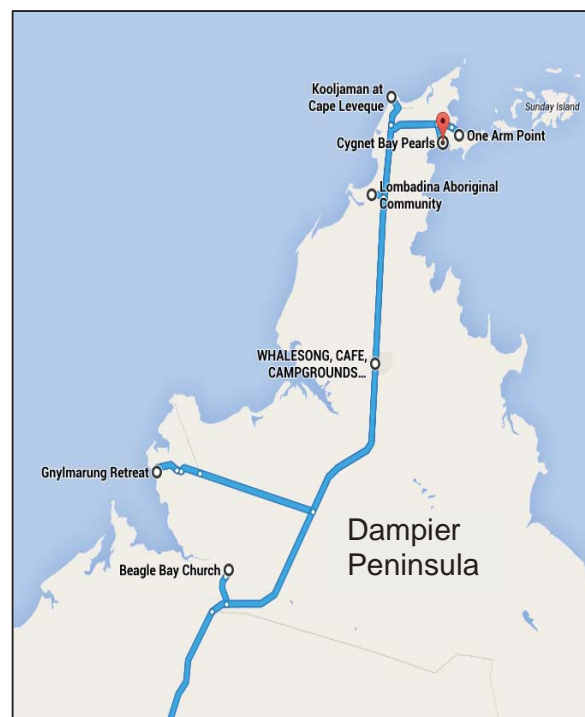 Kooljaman at
Cape Leveque
Sunday Island
One Arm Point
Cygnet Bay Pearls
Lombadina Aboriginal
Community
WHALESONG, CAFE,
CAMPGROUNDS...
Gnylmarung Retreat
Dampier
Peninsula
Beagle Bay Church